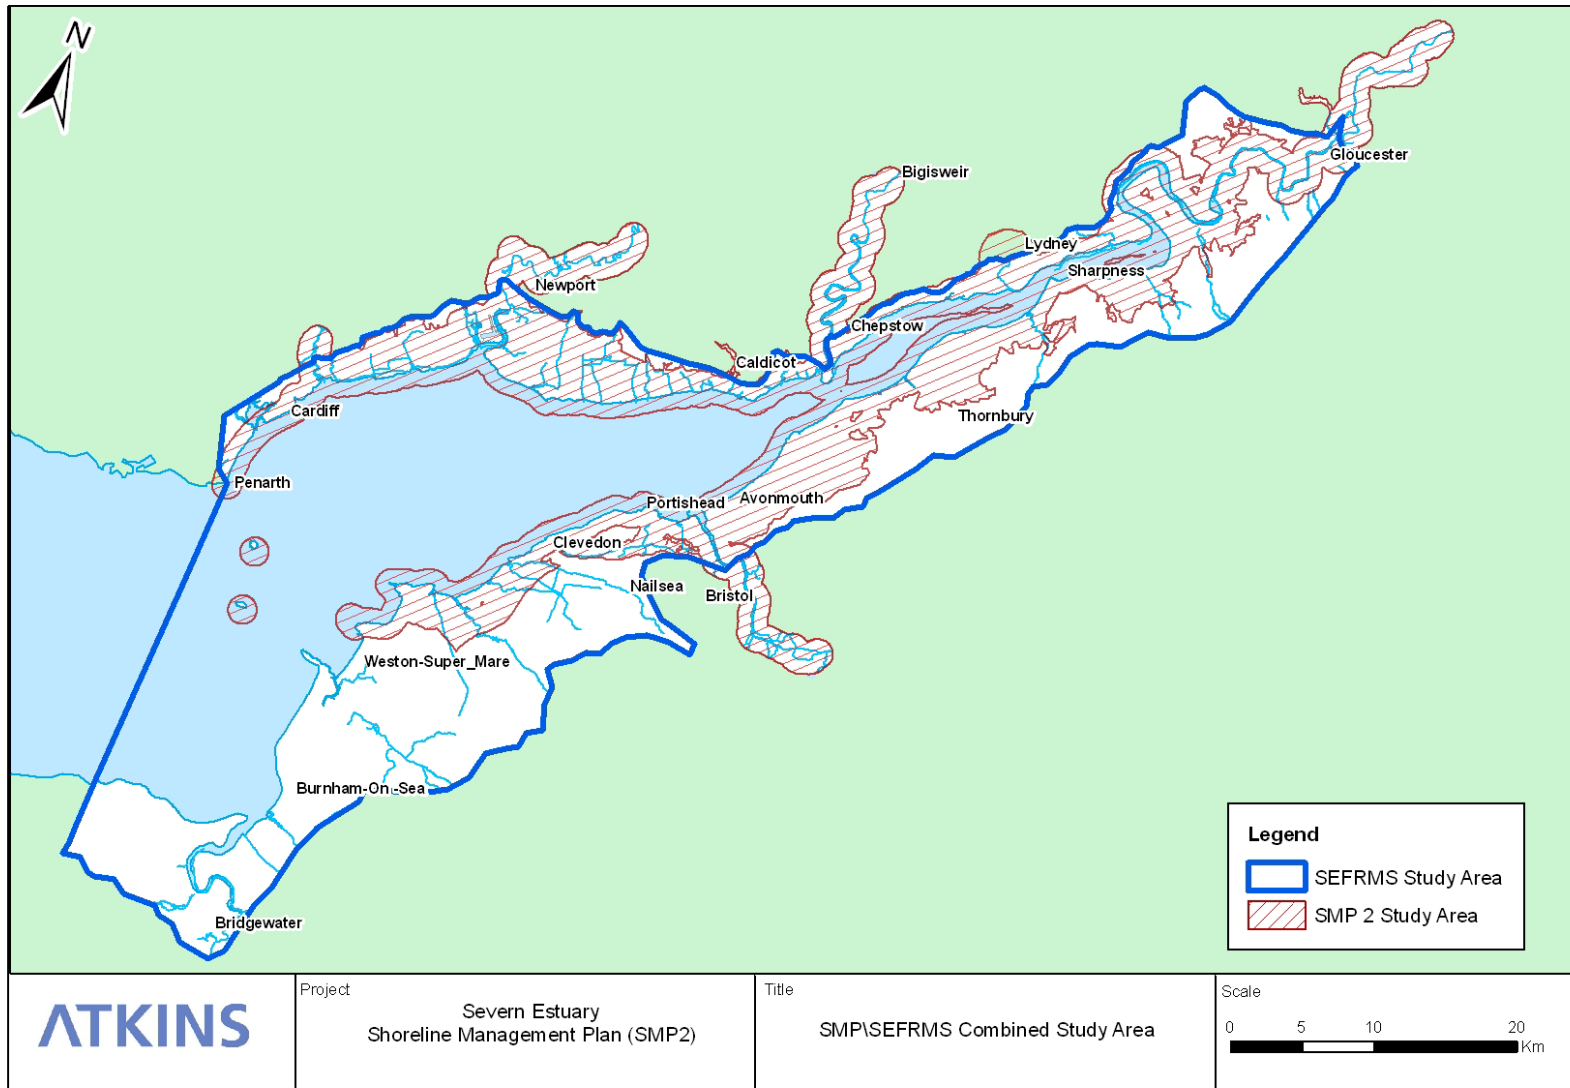 N
Gloucester
Bigisweir
Lydney
Sharpness
Newport
Chepstow
Caldicot
Cardiff
Thornbury
Penarth
Portishead
Avonmouth
Clevedon
Nailsea
Bristol
Weston-Super_Mare
Burnham-On-Sea
Bridgewater
Legend
SEFRMS Study Area
SMP 2 Study Area
ATKINS
Project
Severn Estuary
Shoreline Management Plan (SMP2)
Title
SMP\SEFRMS Combined Study Area
Scale
0 5 10 20
Km